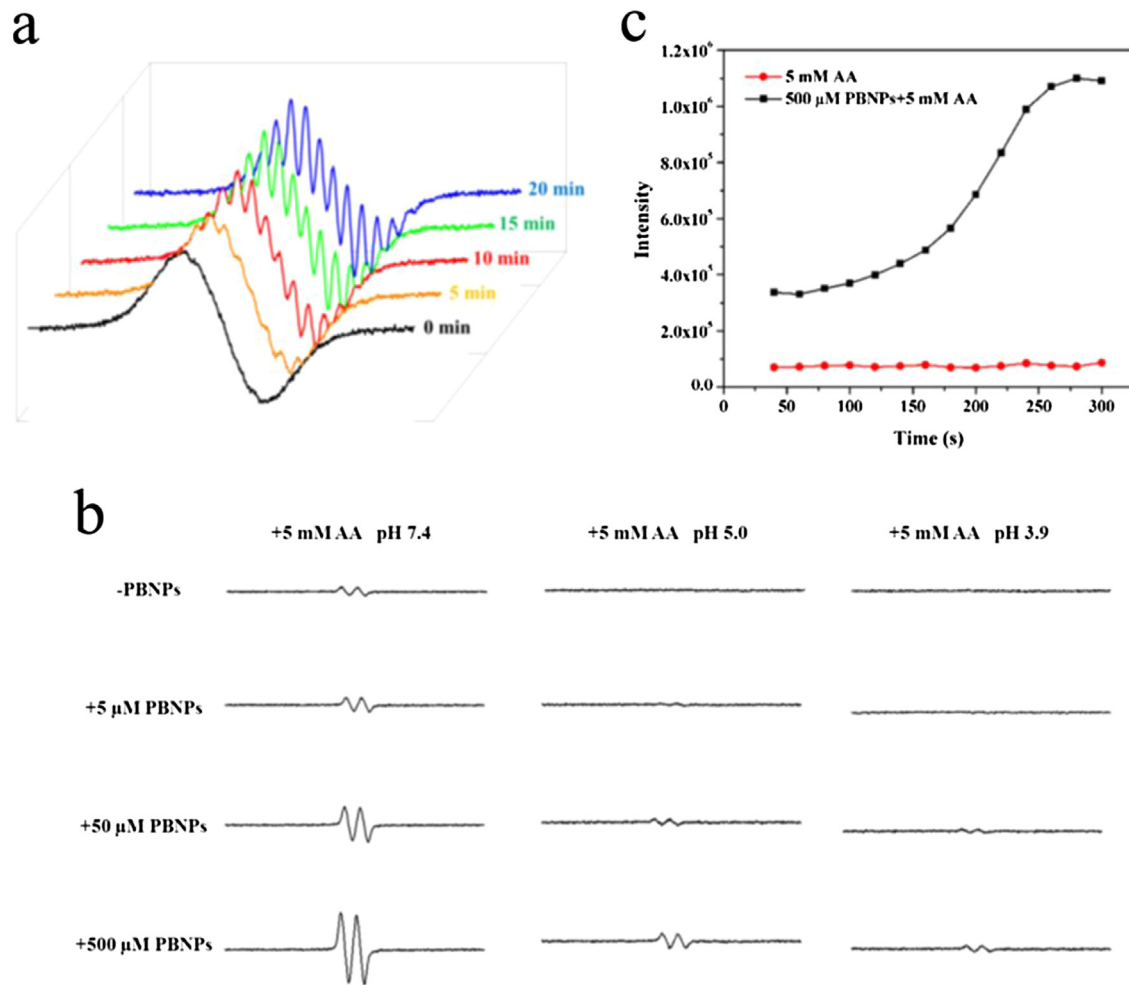 a
20 min
15 min
10 min
5 min
0 min
c
1.2x10⁶
1.0x10⁶
8.0x10⁵
6.0x10⁵
4.0x10⁵
2.0x10⁵
0.0
Intensity
5 mM AA
500 µM PBNPs+5 mM AA
0 50 100 150 200 250 300
Time (s)
b
+5 mM AA pH 7.4 +5 mM AA pH 5.0 +5 mM AA pH 3.9
-PBNPs
+5 µM PBNPs
+50 µM PBNPs
+500 µM PBNPs